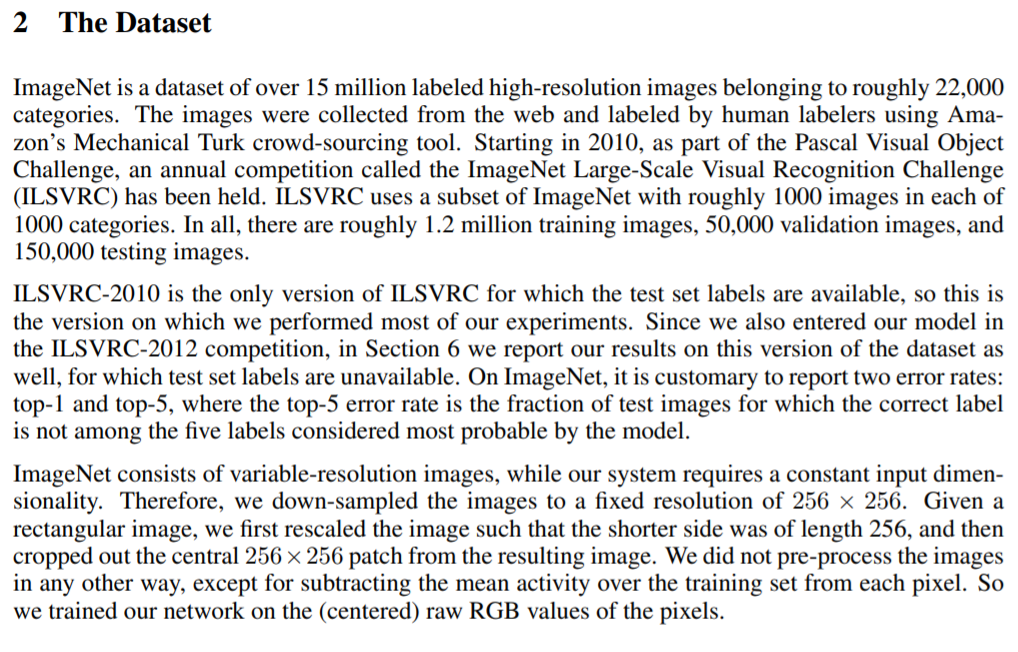 2 The Dataset
ImageNet is a dataset of over 15 million labeled high-resolution images belonging to roughly 22,000
categories. The images were collected from the web and labeled by human labelers using Ama-
zon's Mechanical Turk crowd-sourcing tool. Starting in 2010, as part of the Pascal Visual Object
Challenge, an annual competition called the ImageNet Large-Scale Visual Recognition Challenge
(ILSVRC) has been held. ILSVRC uses a subset of ImageNet with roughly 1000 images in each of
1000 categories. In all, there are roughly 1.2 million training images, 50,000 validation images, and
150,000 testing images.
ILSVRC-2010 is the only version of ILSVRC for which the test set labels are available, so this is
the version on which we performed most of our experiments. Since we also entered our model in
the ILSVRC-2012 competition, in Section 6 we report our results on this version of the dataset as
well, for which test set labels are unavailable. On ImageNet, it is customary to report two error rates:
top-1 and top-5, where the top-5 error rate is the fraction of test images for which the correct label
is not among the five labels considered most probable by the model.
ImageNet consists of variable-resolution images, while our system requires a constant input dimen-
sionality. Therefore, we down-sampled the images to a fixed resolution of 256 × 256. Given a
rectangular image, we first rescaled the image such that the shorter side was of length 256, and then
cropped out the central 256 × 256 patch from the resulting image. We did not pre-process the images
in any other way, except for subtracting the mean activity over the training set from each pixel. So
we trained our network on the (centered) raw RGB values of the pixels.